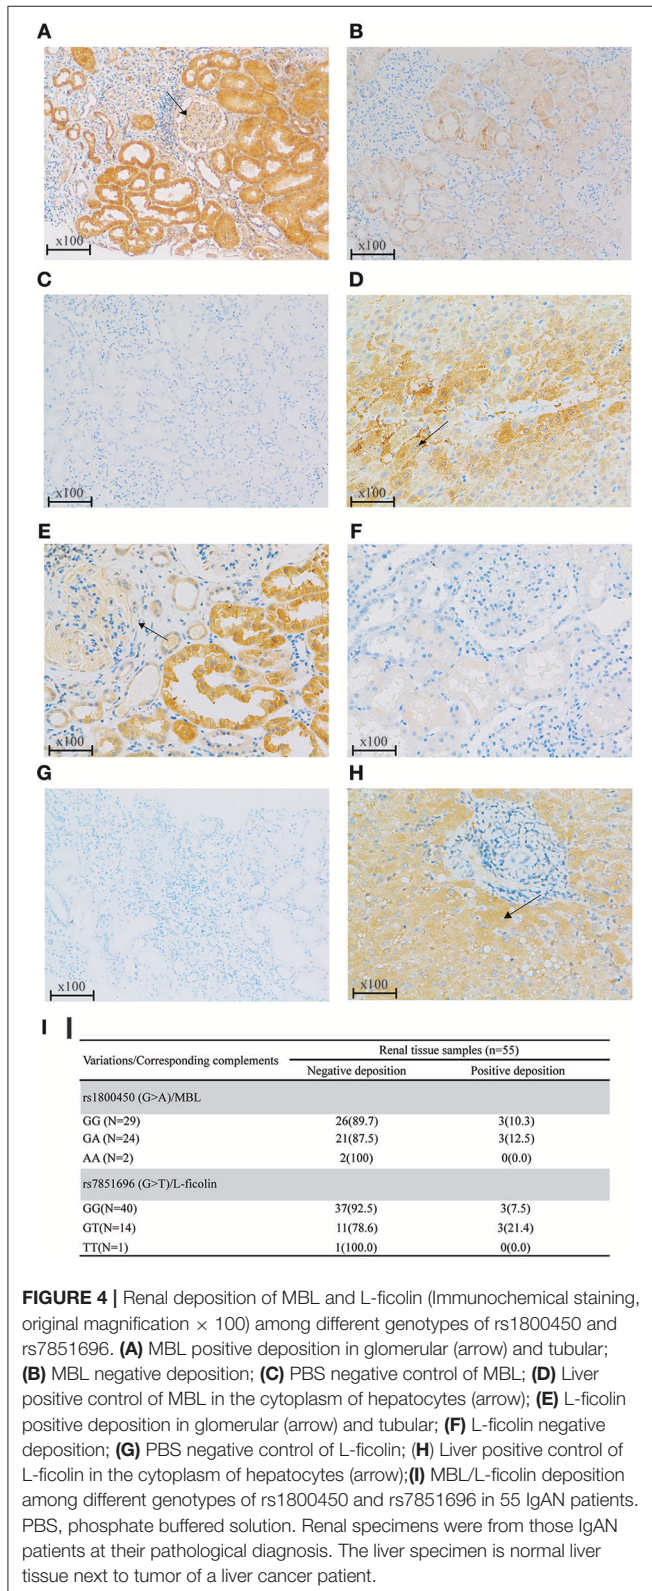 A
B
x100
x100
C
D
x100
x100
E
F
x100
x100
G
H
x100
x100
I
Variations/Corresponding complements
Renal tissue samples (n=55)
Negative deposition Positive deposition
rs1800450 (G>A)/MBL
GG (N=29) 26(89.7) 3(10.3)
GA (N=24) 21(87.5) 3(12.5)
AA (N=2) 2(100) 0(0.0)
rs7851696 (G>T)/L-ficolin
GG(N=40) 37(92.5) 3(7.5)
GT(N=14) 11(78.6) 3(21.4)
TT(N=1) 1(100.0) 0(0.0)
FIGURE 4 | Renal deposition of MBL and L-ficolin (Immunochemical staining,
original magnification × 100) among different genotypes of rs1800450 and
rs7851696. (A) MBL positive deposition in glomerular (arrow) and tubular;
(B) MBL negative deposition; (C) PBS negative control of MBL; (D) Liver
positive control of MBL in the cytoplasm of hepatocytes (arrow); (E) L-ficolin
positive deposition in glomerular (arrow) and tubular; (F) L-ficolin negative
deposition; (G) PBS negative control of L-ficolin; (H) Liver positive control of
L-ficolin in the cytoplasm of hepatocytes (arrow);(I) MBL/L-ficolin deposition
among different genotypes of rs1800450 and rs7851696 in 55 IgAN patients.
PBS, phosphate buffered solution. Renal specimens were from those IgAN
patients at their pathological diagnosis. The liver specimen is normal liver
tissue next to tumor of a liver cancer patient.